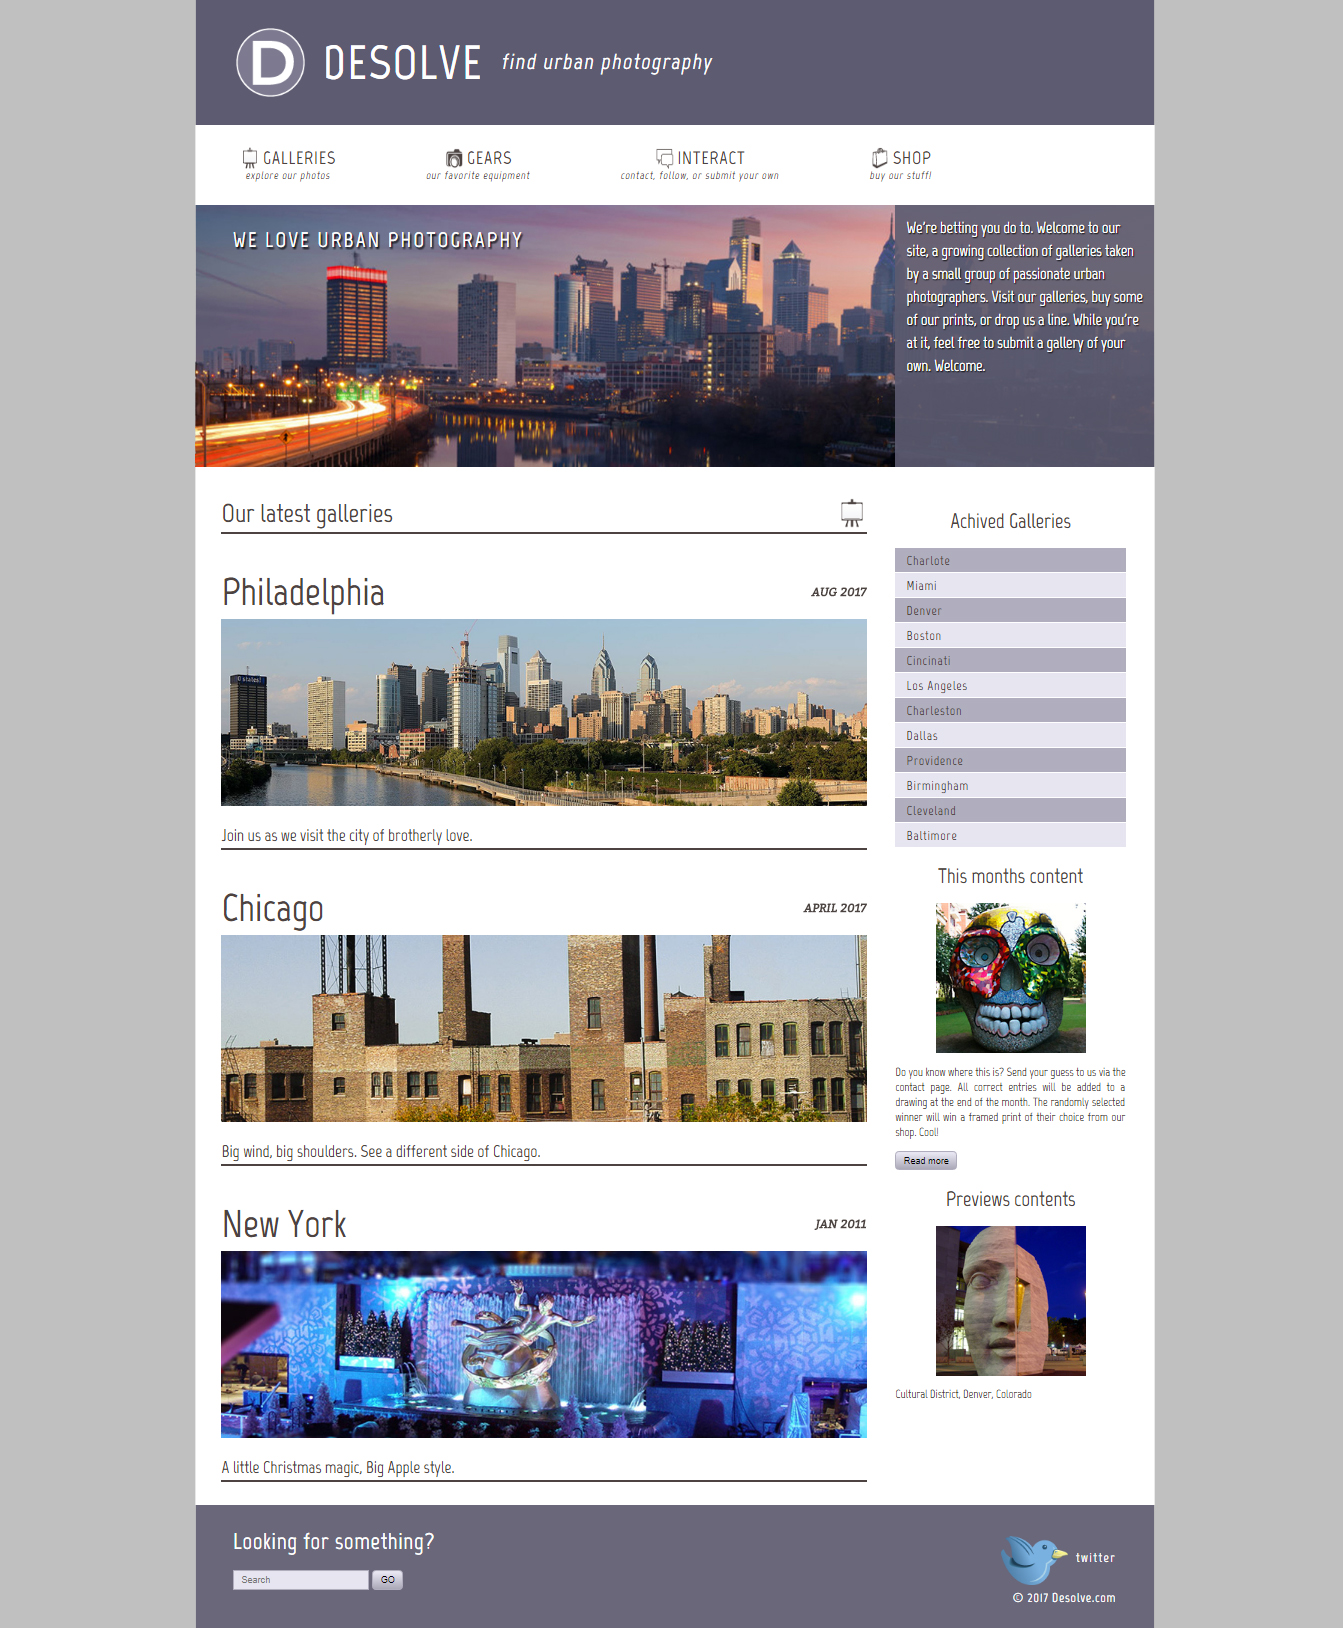 D DESOLVE find urban photography
GALLERIES
explore our photos
GEARS
our favorite equipment
INTERACT
contact, follow, or submit your own
SHOP
buy our stuff!
WE LOVE URBAN PHOTOGRAPHY
We're betting you do to. Welcome to our
site, a growing collection of galleries taken
by a small group of passionate urban
photographers. Visit our galleries, buy some
of our prints, or drop us a line. While you're
at it, feel free to submit a gallery of your
own. Welcome.
Our latest galleries
Philadelphia
AUG 2017
Join us as we visit the city of brotherly love.
Chicago
APRIL 2017
Big wind, big shoulders. See a different side of Chicago.
New York
JAN 2011
A little Christmas magic, Big Apple style.
Achived Galleries
Charlote
Miami
Denver
Boston
Cincinati
Los Angeles
Charleston
Dallas
Providence
Birmingham
Cleveland
Baltimore
This months content
Do you know where this is? Send your guess to us via the
contact page. All correct entries will be added to a
drawing at the end of the month. The randomly selected
winner will win a framed print of their choice from our
shop. Cool!
Read more
Previews contents
Cultural District, Denver, Colorado
Looking for something?
Search
GO
twitter
© 2017 Desolve.com